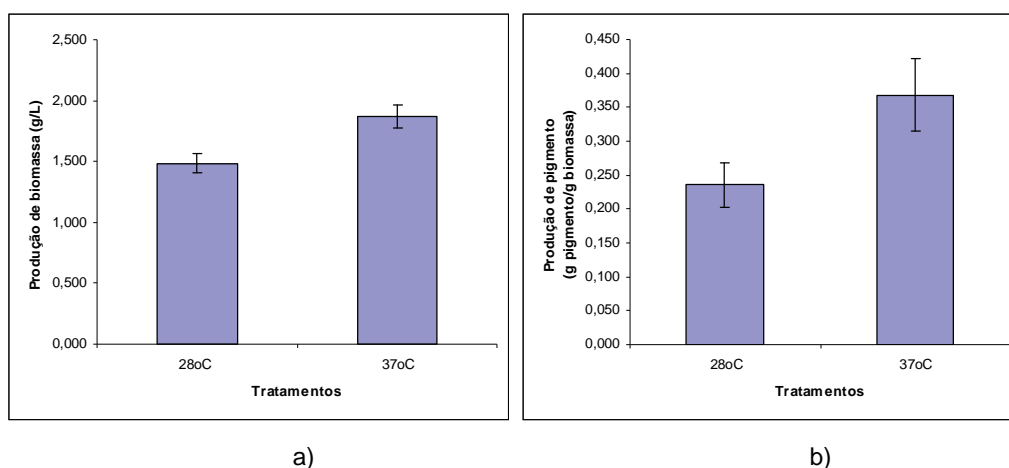 2,500
2,000
1,500
1,000
0,500
0,000
Produção de biomassa (g/L)
28oC
37oC
Tratamentos
a)
0,450
0,400
0,350
0,300
0,250
0,200
0,150
0,100
0,050
0,000
Produção de pigmento
(g pigmento/g biomassa)
28oC
37oC
Tratamentos
b)